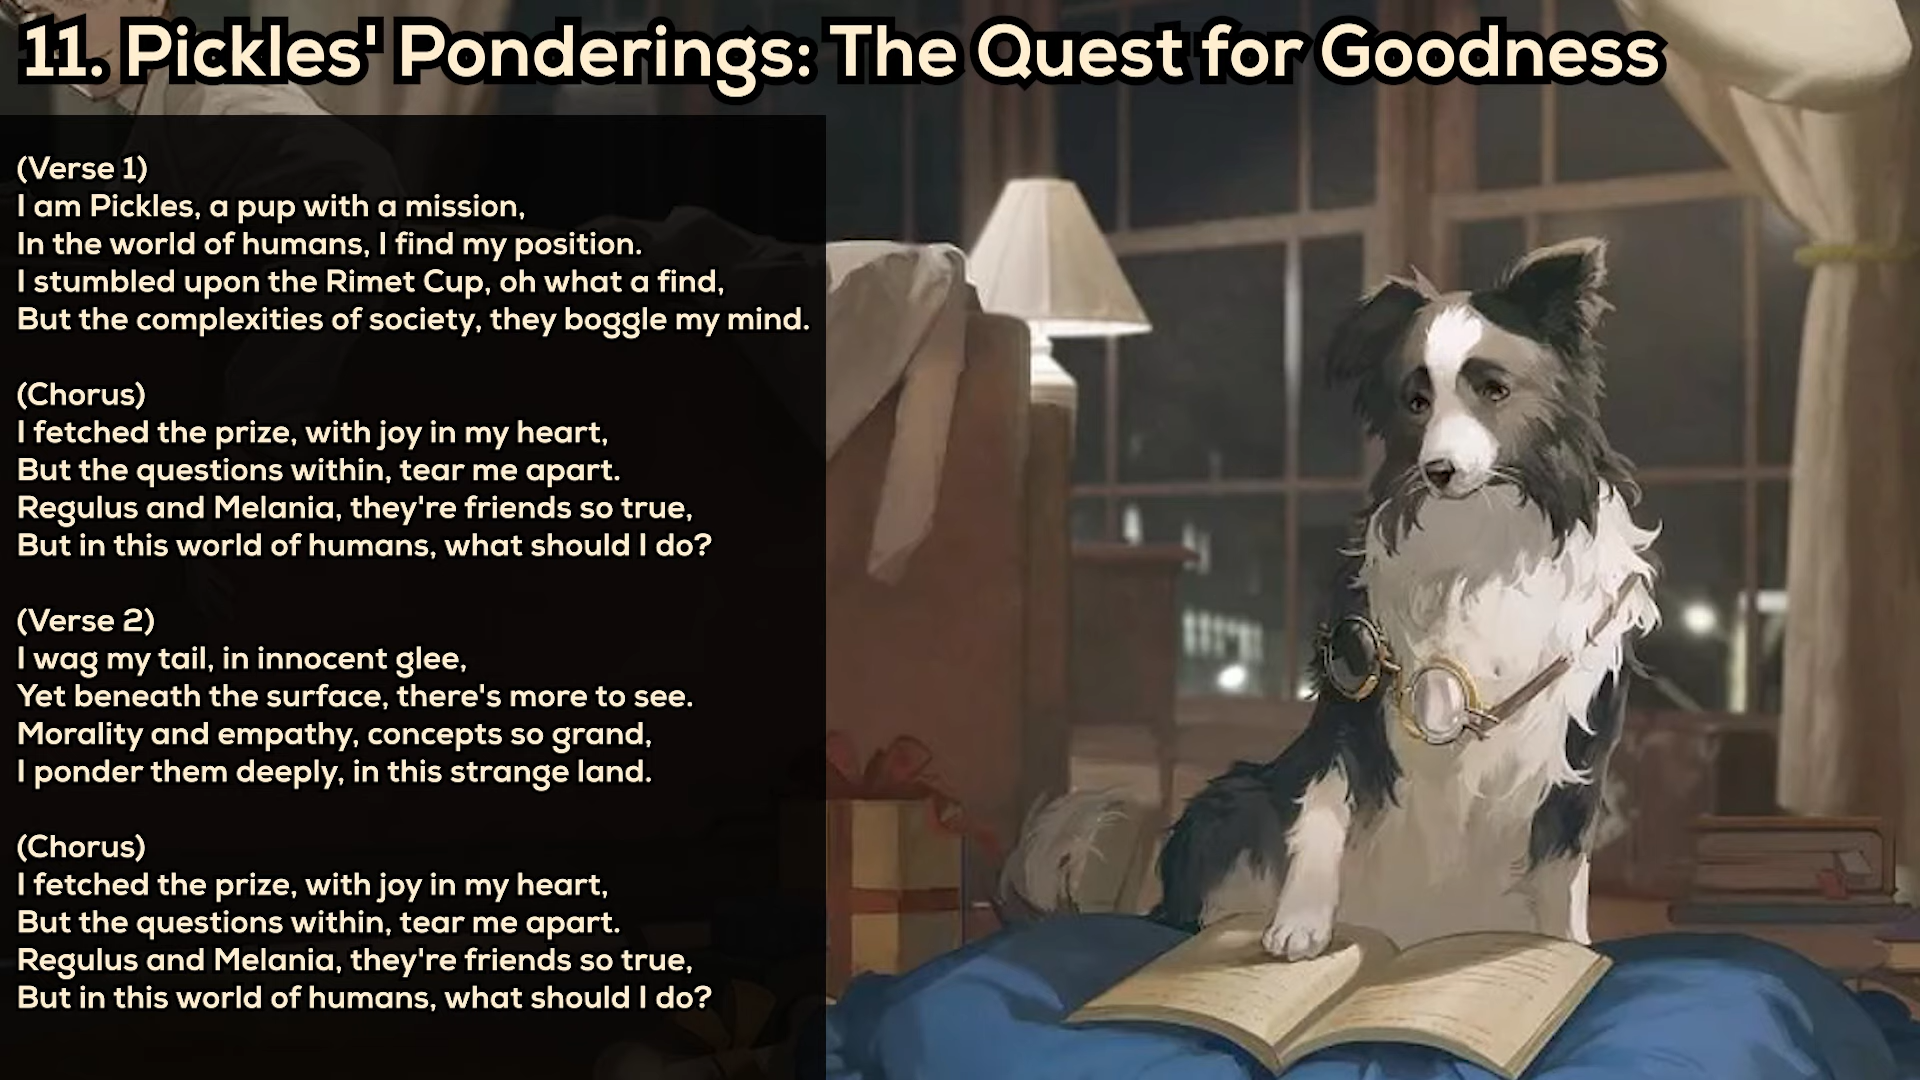 11. Pickles' Ponderings: The Quest for Goodness
(Verse 1)
I am Pickles, a pup with a mission,
In the world of humans, I find my position.
I stumbled upon the Rimet Cup, oh what a find,
But the complexities of society, they boggle my mind.
(Chorus)
I fetched the prize, with joy in my heart,
But the questions within, tear me apart.
Regulus and Melania, they're friends so true,
But in this world of humans, what should I do?
(Verse 2)
I wag my tail, in innocent glee,
Yet beneath the surface, there's more to see.
Morality and empathy, concepts so grand,
I ponder them deeply, in this strange land.
(Chorus)
I fetched the prize, with joy in my heart,
But the questions within, tear me apart.
Regulus and Melania, they're friends so true,
But in this world of humans, what should I do?